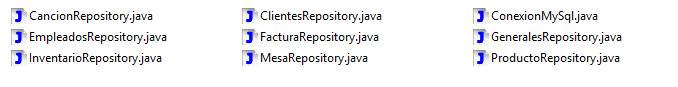 CancionRepository.java ClientesRepository.java ConexionMySql.java
EmpleadosRepository.java FacturaRepository.java GeneralesRepository.java
InventarioRepository.java MesaRepository.java ProductoRepository.java